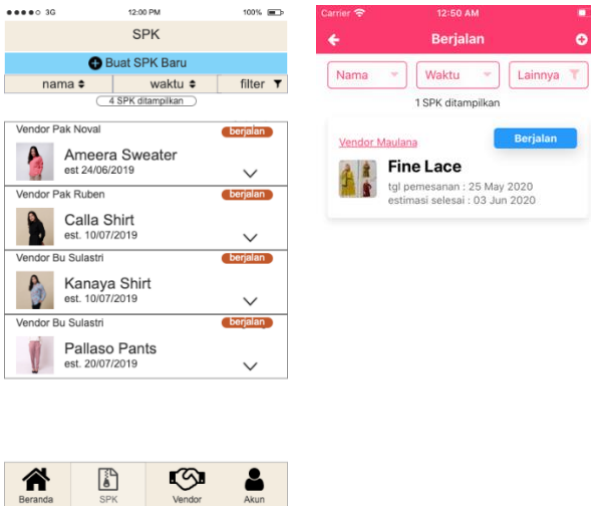 3G 12:00 PM 100%
SPK
Buat SPK Baru
nama waktu filter
4 SPK ditampilkan
Vendor Pak Noval berjalan
Ameera Sweater
est 24/06/2019
Vendor Pak Ruben berjalan
Calla Shirt
est. 10/07/2019
Vendor Bu Sulastri berjalan
Kanaya Shirt
est. 10/07/2019
Vendor Bu Sulastri berjalan
Pallaso Pants
est. 20/07/2019
Beranda SPK Vendor Akun
Carrier 12:50 AM
Berjalan
Nama Waktu Lainnya
1 SPK ditampilkan
Vendor Maulana Berjalan
Fine Lace
tgl pemesanan : 25 May 2020
estimasi selesai : 03 Jun 2020